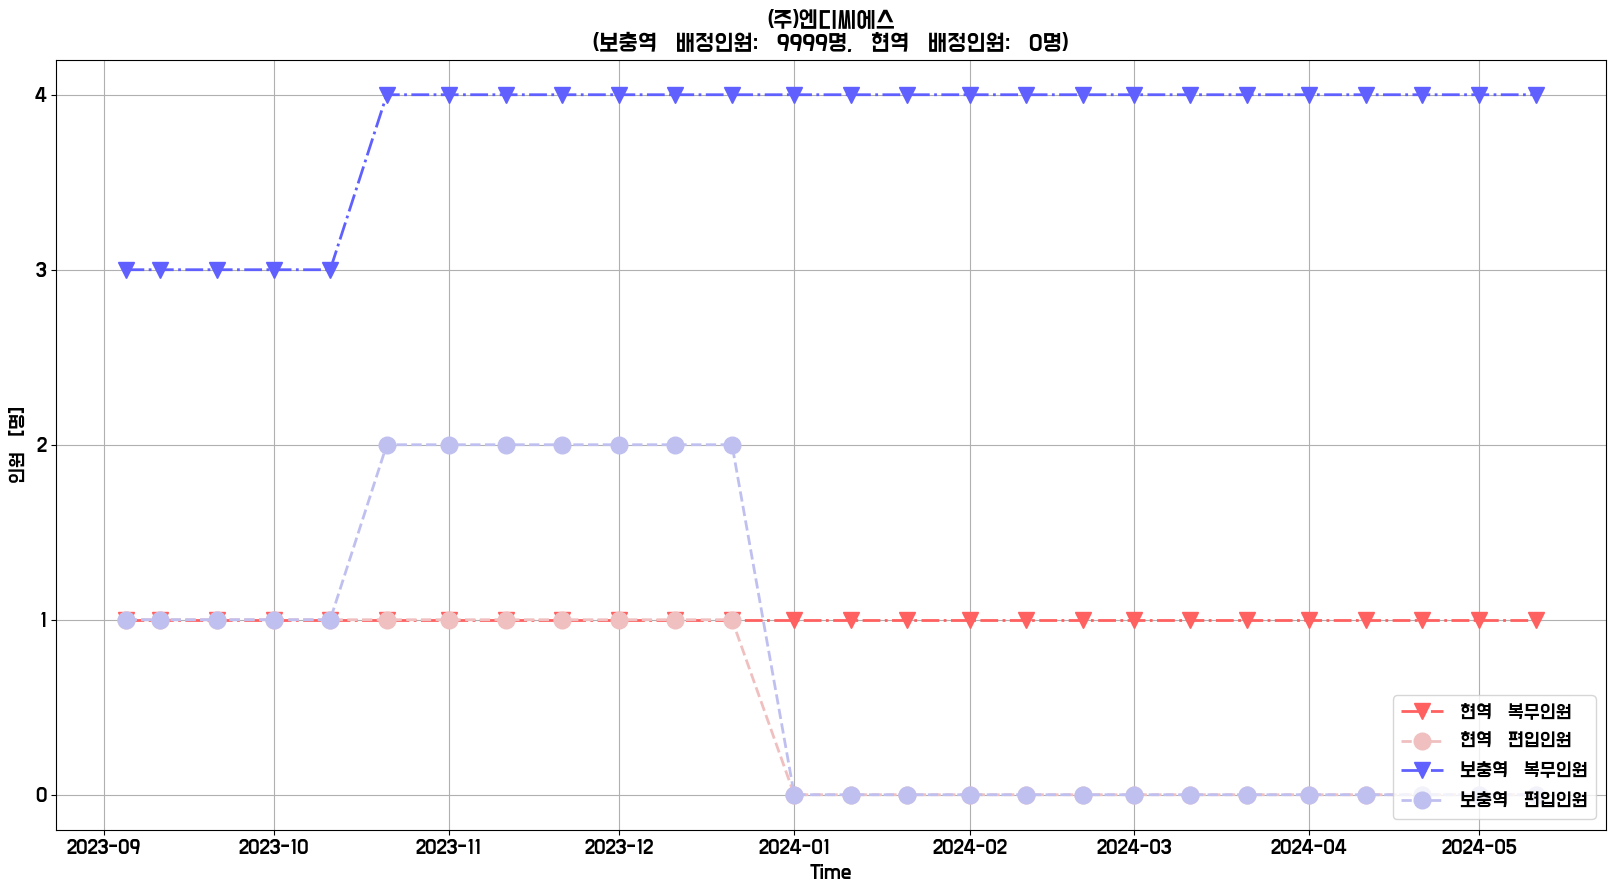 (주)엔디씨에스
(보충역 배정인원: 9999명, 현역 배정인원: 0명)
인원 [명]
4
3
2
1
0
2023-09 2023-10 2023-11 2023-12 2024-01 2024-02 2024-03 2024-04 2024-05
Time
현역 복무인원
현역 편입인원
보충역 복무인원
보충역 편입인원